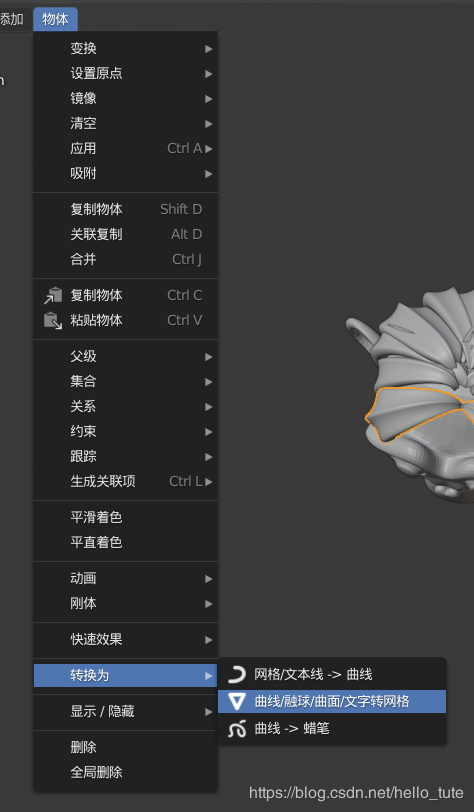 添加 物体
n
变换
设置原点
镜像
清空
应用 Ctrl A
吸附
复制物体 Shift D
关联复制 Alt D
合并 Ctrl J
复制物体 Ctrl C
粘贴物体 Ctrl V
父级
集合
关系
约束
跟踪
生成关联项 Ctrl L
平滑着色
平直着色
动画
刚体
快速效果
转换为
网格/文本线 -> 曲线
曲线/融球/曲面/文字转网格
曲线 -> 蜡笔
显示 / 隐藏
删除
全局删除
https://blog.csdn.net/hello_tute